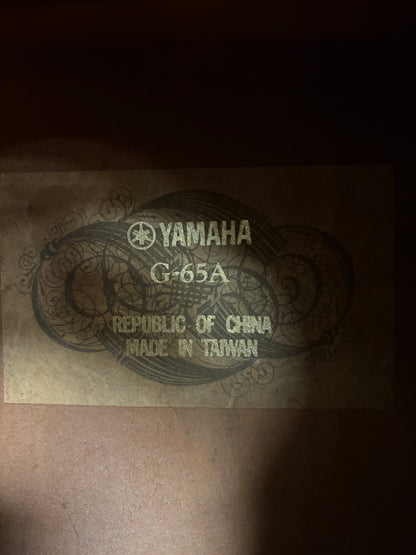 YAMAHA
G-65A
REPUBLIC OF CHINA
MADE IN TAIWAN